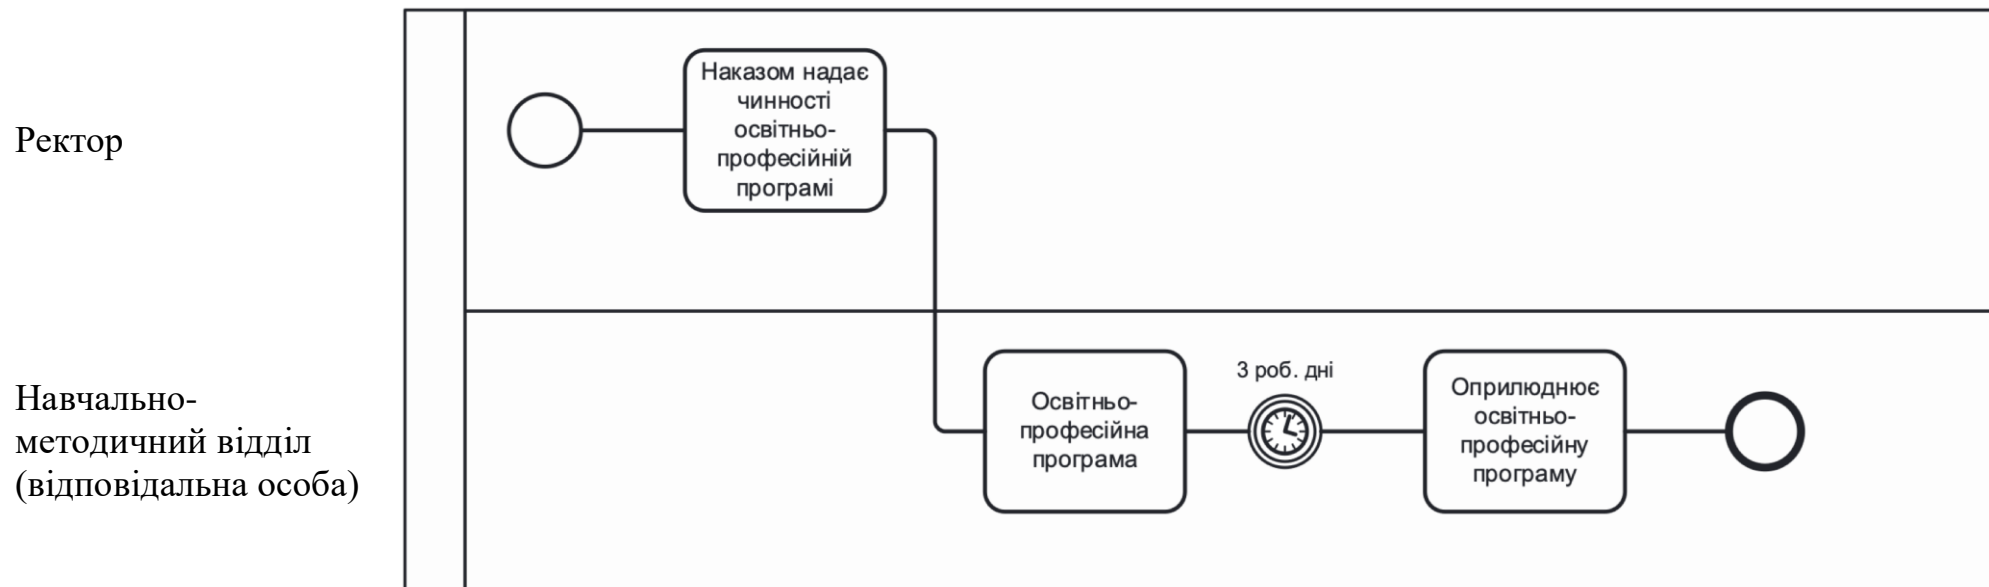 Ректор
Наказом надає
чинності
освітньо-
професійній
програмі
Навчально-
методичний відділ
(відповідальна особа)
Освітньо-
професійна
програма
3 роб. дні
Оприлюднює
освітньо-
професійну
програму